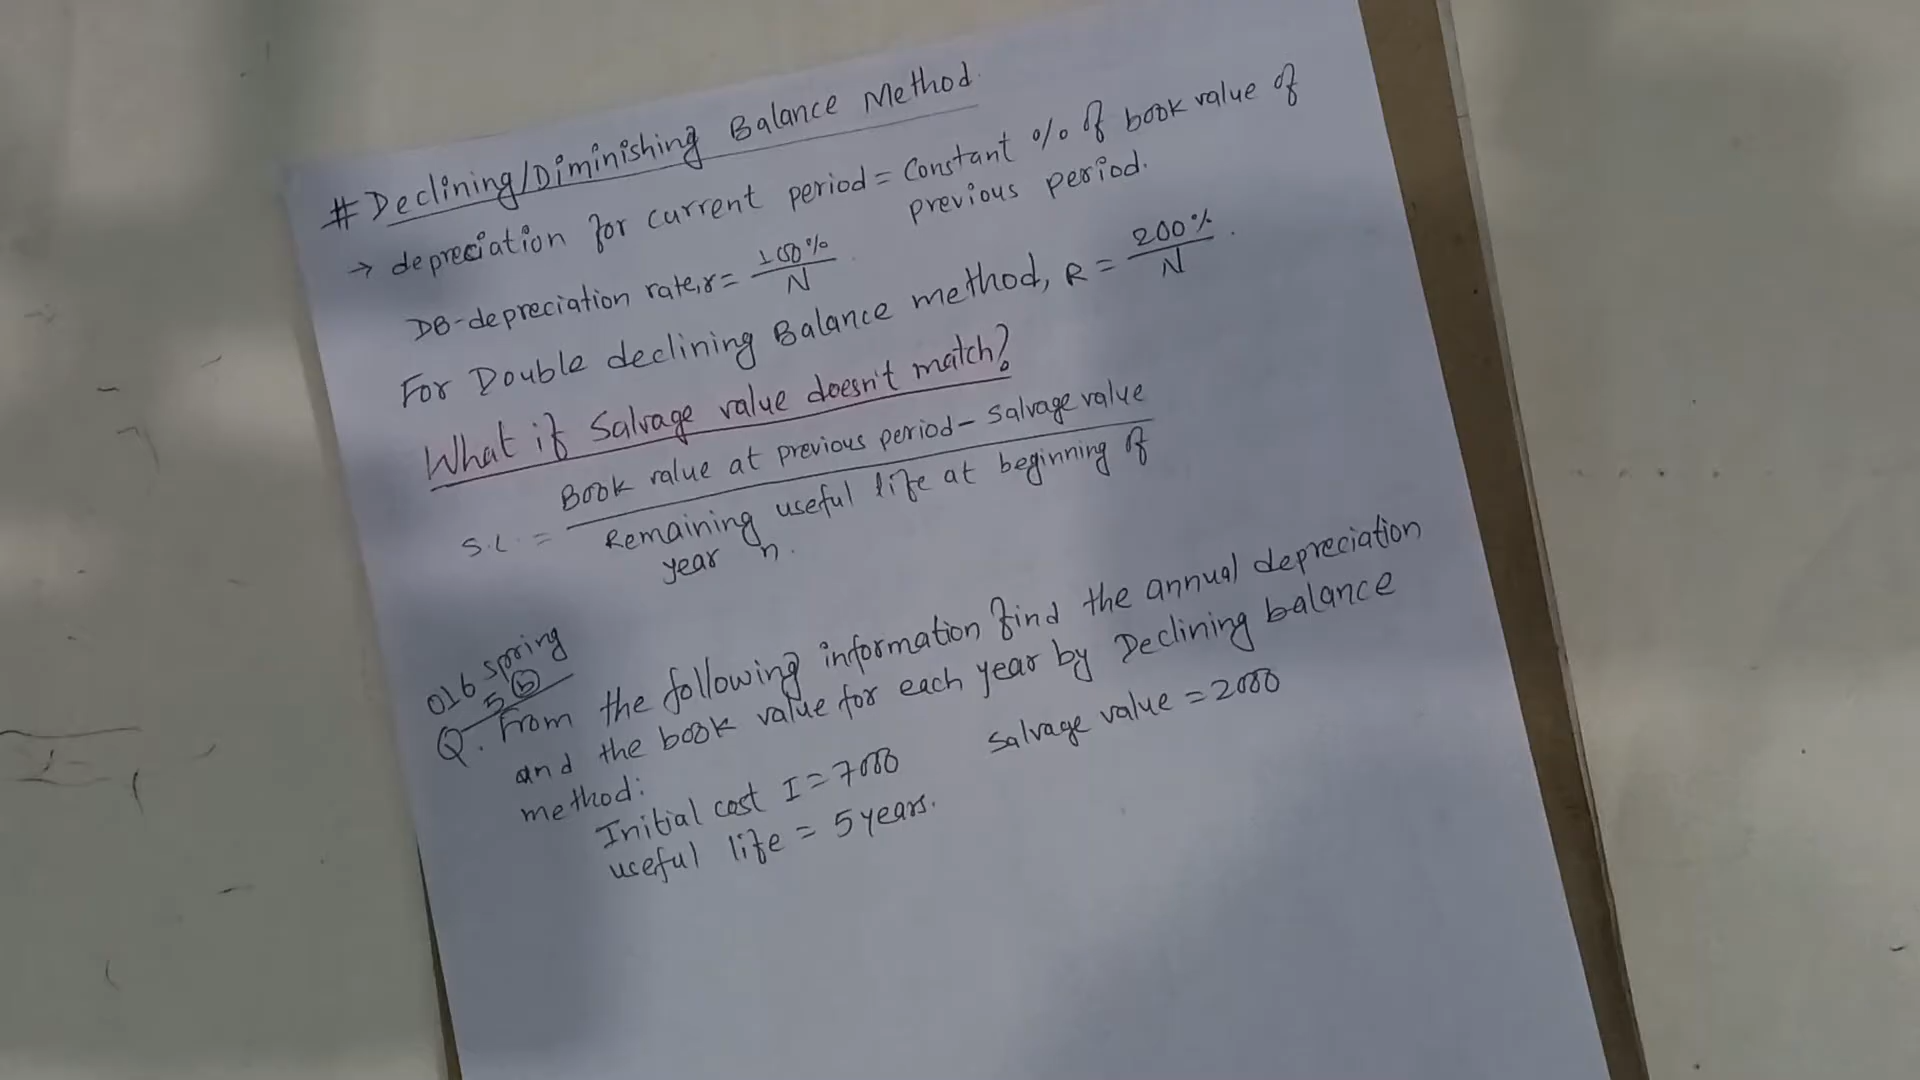 # Declining/Diminishing Balance Method
→ depreciation for current period = Constant % of book value of
previous period.
DB-depreciation rate, r = 100% / N
For Double declining Balance method, R = 200% / N .
What if Salvage value doesn't match?
S.L. = Book value at previous period - Salvage value
Remaining useful life at beginning of
year n.
016 spring
5 (b)
Q. From the following information find the annual depreciation
and the book value for each year by Declining balance
method:
Initial cost I = 7000 Salvage value = 2000
useful life = 5 years.